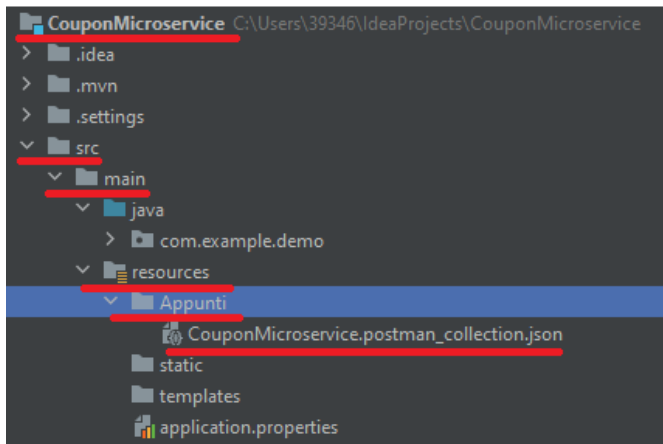 CouponMicroservice C:\Users\39346\IdeaProjects\CouponMicroservice
.idea
.mvn
.settings
src
main
java
com.example.demo
resources
Appunti
CouponMicroservice.postman_collection.json
static
templates
application.properties